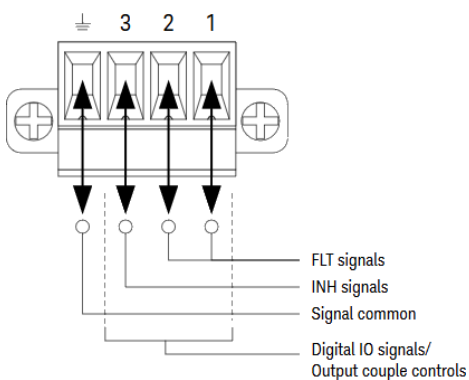 ⏚ 3 2 1
FLT signals
INH signals
Signal common
Digital IO signals/
Output couple controls